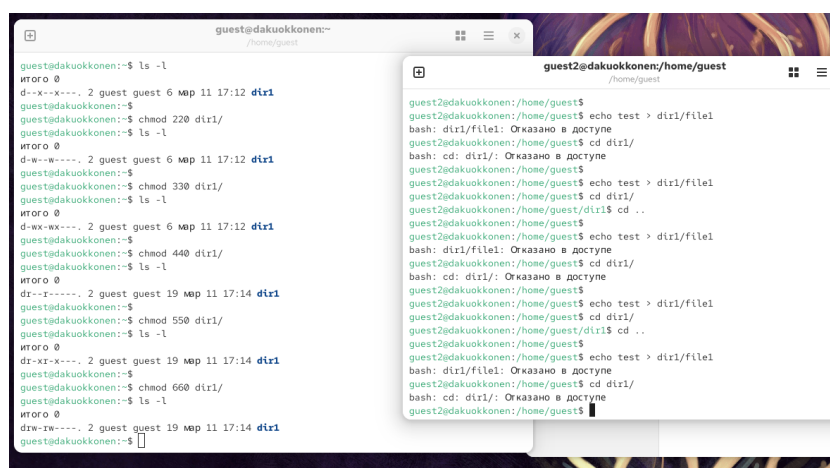 guest@dakuokkonen:~
/home/guest
guest@dakuokkonen:~$ ls -l
итого 0
d--x--x---. 2 guest guest 6 мар 11 17:12 dir1
guest@dakuokkonen:~$
guest@dakuokkonen:~$ chmod 220 dir1/
guest@dakuokkonen:~$ ls -l
итого 0
d-w--w----. 2 guest guest 6 мар 11 17:12 dir1
guest@dakuokkonen:~$
guest@dakuokkonen:~$ chmod 330 dir1/
guest@dakuokkonen:~$ ls -l
итого 0
d-wx-wx---. 2 guest guest 6 мар 11 17:12 dir1
guest@dakuokkonen:~$
guest@dakuokkonen:~$ chmod 440 dir1/
guest@dakuokkonen:~$ ls -l
итого 0
dr--r-----. 2 guest guest 19 мар 11 17:14 dir1
guest@dakuokkonen:~$
guest@dakuokkonen:~$ chmod 550 dir1/
guest@dakuokkonen:~$ ls -l
итого 0
dr-xr-x---. 2 guest guest 19 мар 11 17:14 dir1
guest@dakuokkonen:~$
guest@dakuokkonen:~$ chmod 660 dir1/
guest@dakuokkonen:~$ ls -l
итого 0
drw-rw----. 2 guest guest 19 мар 11 17:14 dir1
guest@dakuokkonen:~$
guest2@dakuokkonen:/home/guest
/home/guest
guest2@dakuokkonen:/home/guest$
guest2@dakuokkonen:/home/guest$ echo test > dir1/file1
bash: dir1/file1: Отказано в доступе
guest2@dakuokkonen:/home/guest$ cd dir1/
bash: cd: dir1/: Отказано в доступе
guest2@dakuokkonen:/home/guest$
guest2@dakuokkonen:/home/guest$ echo test > dir1/file1
guest2@dakuokkonen:/home/guest$ cd dir1/
guest2@dakuokkonen:/home/guest/dir1$ cd ..
guest2@dakuokkonen:/home/guest$
guest2@dakuokkonen:/home/guest$ echo test > dir1/file1
bash: dir1/file1: Отказано в доступе
guest2@dakuokkonen:/home/guest$ cd dir1/
bash: cd: dir1/: Отказано в доступе
guest2@dakuokkonen:/home/guest$
guest2@dakuokkonen:/home/guest$ echo test > dir1/file1
guest2@dakuokkonen:/home/guest$ cd dir1/
guest2@dakuokkonen:/home/guest/dir1$ cd ..
guest2@dakuokkonen:/home/guest$
guest2@dakuokkonen:/home/guest$ echo test > dir1/file1
bash: dir1/file1: Отказано в доступе
guest2@dakuokkonen:/home/guest$ cd dir1/
bash: cd: dir1/: Отказано в доступе
guest2@dakuokkonen:/home/guest$